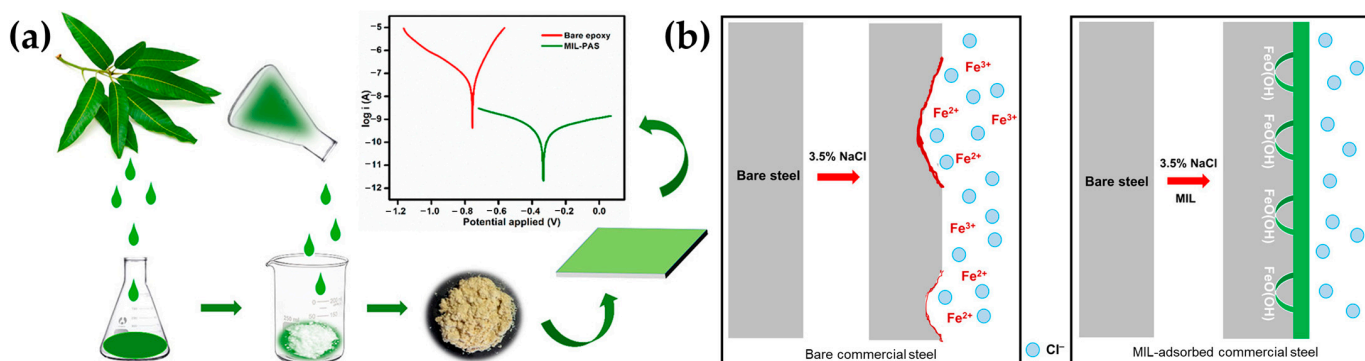 (a)
log i (A)
−5
−6
−7
−8
−9
−10
−11
−12
Bare epoxy
MIL-PAS
−1.2
−1.0
−0.8
−0.6
−0.4
−0.2
0.0
0.2
Potential applied (V)
(b)
Bare steel
3.5% NaCl
Fe³⁺
Fe²⁺
Fe³⁺
Fe²⁺
Fe³⁺
Fe²⁺
Fe²⁺
Bare commercial steel
Cl⁻
Bare steel
3.5% NaCl
MIL
FeO(OH)
FeO(OH)
FeO(OH)
FeO(OH)
MIL-adsorbed commercial steel